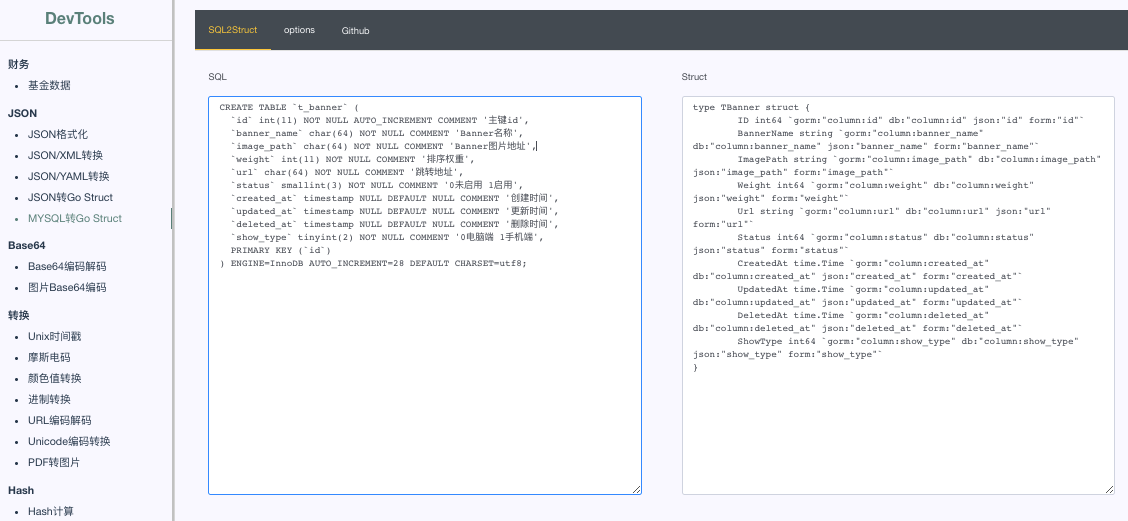 DevTools
财务
基金数据
JSON
JSON格式化
JSON/XML转换
JSON/YAML转换
JSON转Go Struct
MYSQL转Go Struct
Base64
Base64编码解码
图片Base64编码
转换
Unix时间戳
摩斯电码
颜色值转换
进制转换
URL编码解码
Unicode编码转换
PDF转图片
Hash
Hash计算
SQL2Struct options Github
SQL
CREATE TABLE `t_banner` (
`id` int(11) NOT NULL AUTO_INCREMENT COMMENT '主键id',
`banner_name` char(64) NOT NULL COMMENT 'Banner名称',
`image_path` char(64) NOT NULL COMMENT 'Banner图片地址',
`weight` int(11) NOT NULL COMMENT '排序权重',
`url` char(64) NOT NULL COMMENT '跳转地址',
`status` smallint(3) NOT NULL COMMENT '0未启用 1启用',
`created_at` timestamp NULL DEFAULT NULL COMMENT '创建时间',
`updated_at` timestamp NULL DEFAULT NULL COMMENT '更新时间',
`deleted_at` timestamp NULL DEFAULT NULL COMMENT '删除时间',
`show_type` tinyint(2) NOT NULL COMMENT '0电脑端 1手机端',
PRIMARY KEY (`id`)
) ENGINE=InnoDB AUTO_INCREMENT=28 DEFAULT CHARSET=utf8;
Struct
type TBanner struct {
ID int64 `gorm:"column:id" db:"column:id" json:"id" form:"id"`
BannerName string `gorm:"column:banner_name"
db:"column:banner_name" json:"banner_name" form:"banner_name"`
ImagePath string `gorm:"column:image_path" db:"column:image_path"
json:"image_path" form:"image_path"`
Weight int64 `gorm:"column:weight" db:"column:weight"
json:"weight" form:"weight"`
Url string `gorm:"column:url" db:"column:url" json:"url"
form:"url"`
Status int64 `gorm:"column:status" db:"column:status"
json:"status" form:"status"`
CreatedAt time.Time `gorm:"column:created_at"
db:"column:created_at" json:"created_at" form:"created_at"`
UpdatedAt time.Time `gorm:"column:updated_at"
db:"column:updated_at" json:"updated_at" form:"updated_at"`
DeletedAt time.Time `gorm:"column:deleted_at"
db:"column:deleted_at" json:"deleted_at" form:"deleted_at"`
ShowType int64 `gorm:"column:show_type" db:"column:show_type"
json:"show_type" form:"show_type"`
}